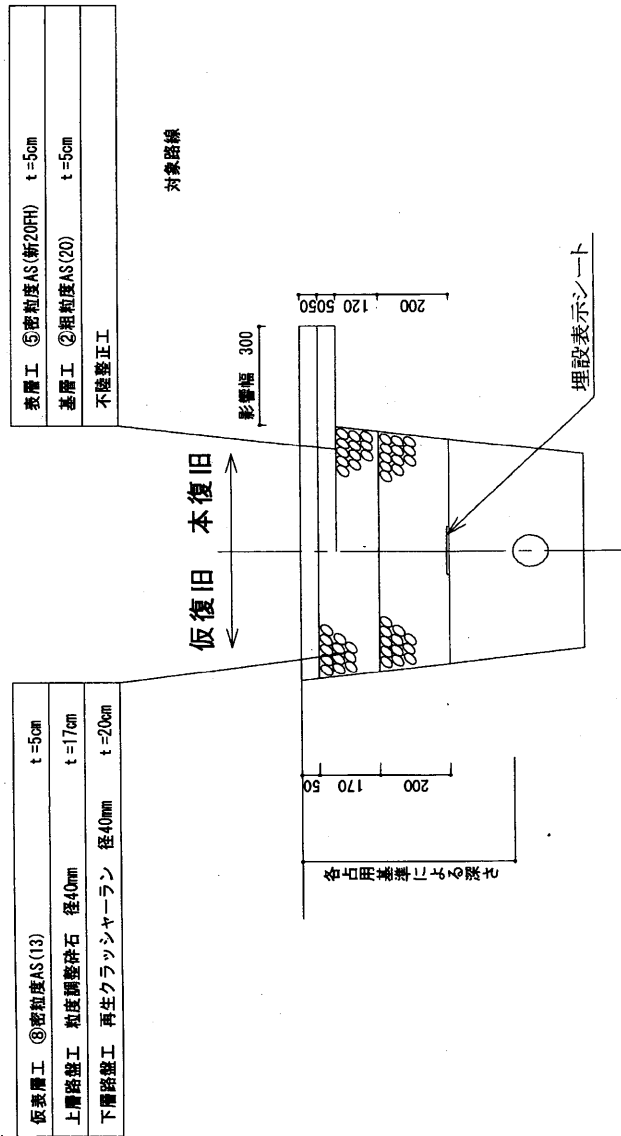 仮表層工 ⑧密粒度AS(13) t=5cm
上層路盤工 粒度調整砕石 径40mm t=17cm
下層路盤工 再生クラッシャーラン 径40mm t=20cm
表層工 ⑤密粒度AS(新20FH) t=5cm
基層工 ②粗粒度AS(20) t=5cm
不陸整正工
対象路線
仮復旧 本復旧
影響幅 300
50
170
200
各占用基準による深さ
50
50
120
200
埋設表示シート